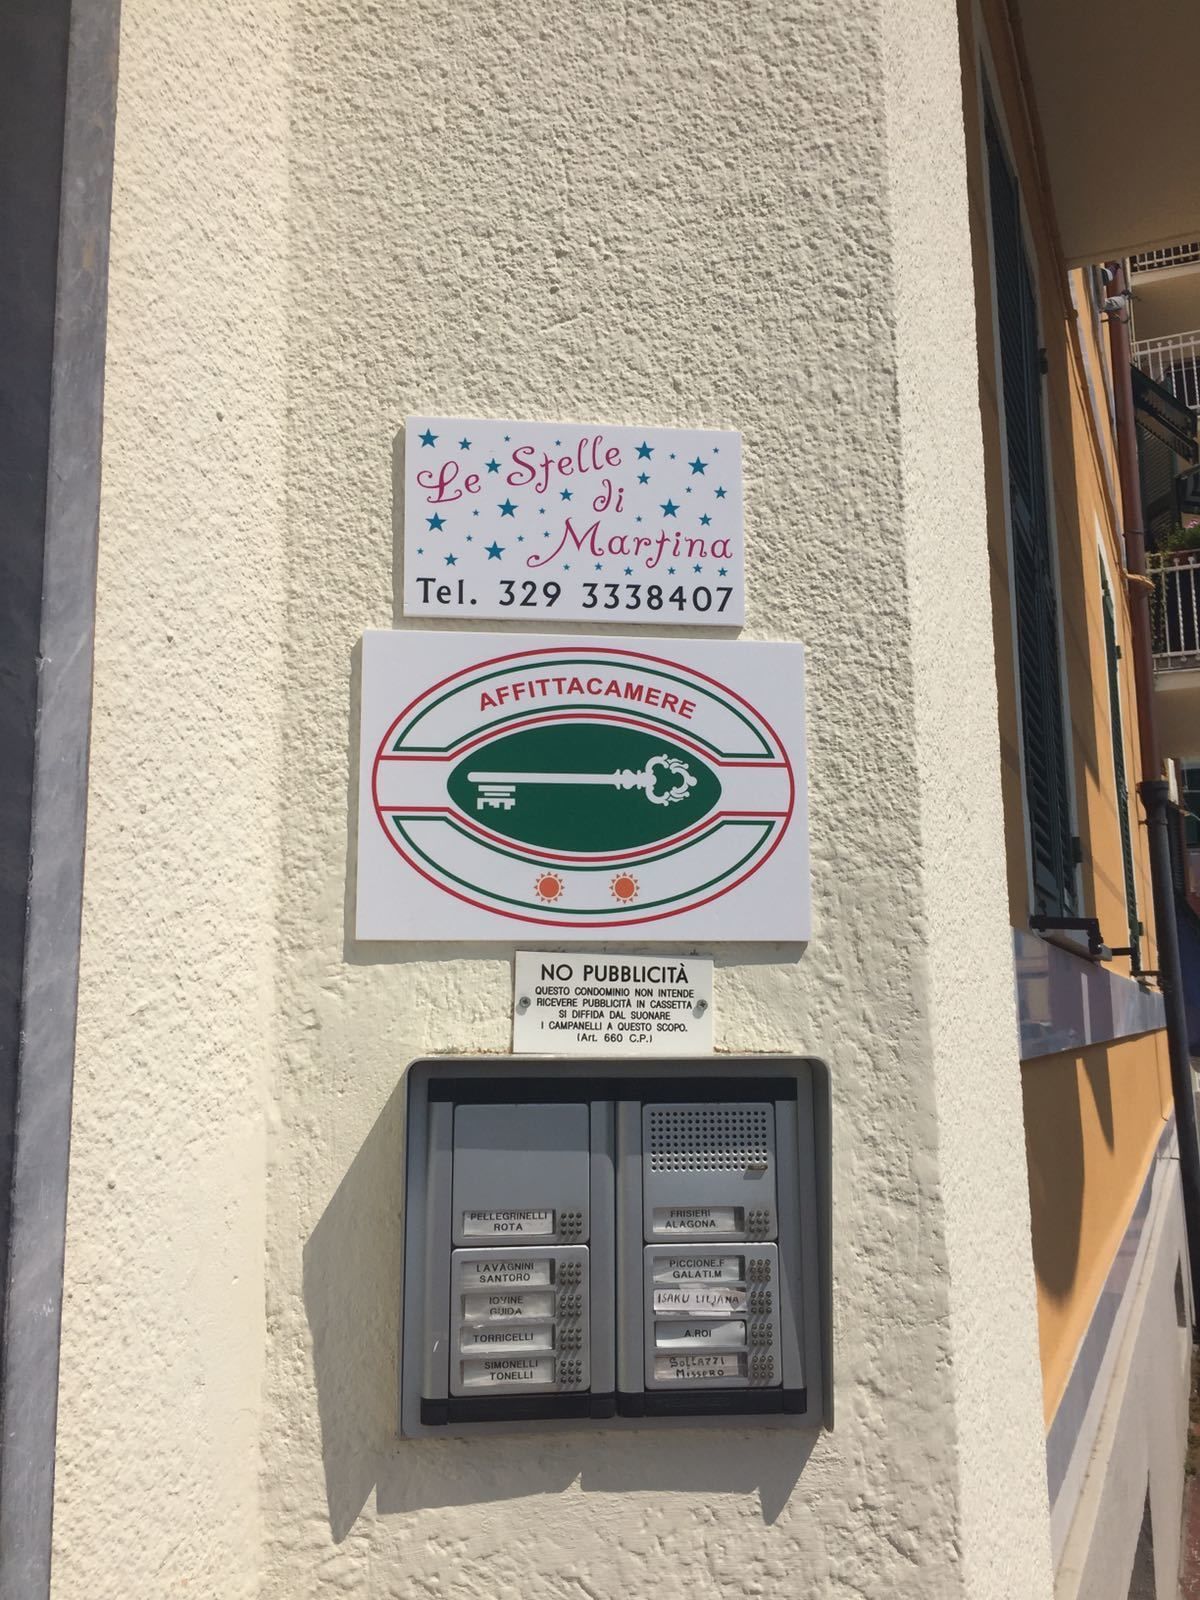 Le Stelle
di
Martina
Tel. 329 3338407
AFFITTACAMERE
NO PUBBLICITÀ
QUESTO CONDOMINIO NON INTENDE
RICEVERE PUBBLICITÀ IN CASSETTA
SI DIFFIDA DAL SUONARE
I CAMPANELLI A QUESTO SCOPO.
(Art. 660 C.P.)
PELLEGRINELLI
ROTA
LAVAGNINI
SANTORO
IOVINE
GUIDA
TORRICELLI
SIMONELLI
TONELLI
FRISIERI
ALAGONA
PICCIONE.F
GALATI.M
ISAKU LILJANA
A.ROI
SOLLAZZI
MISSERO